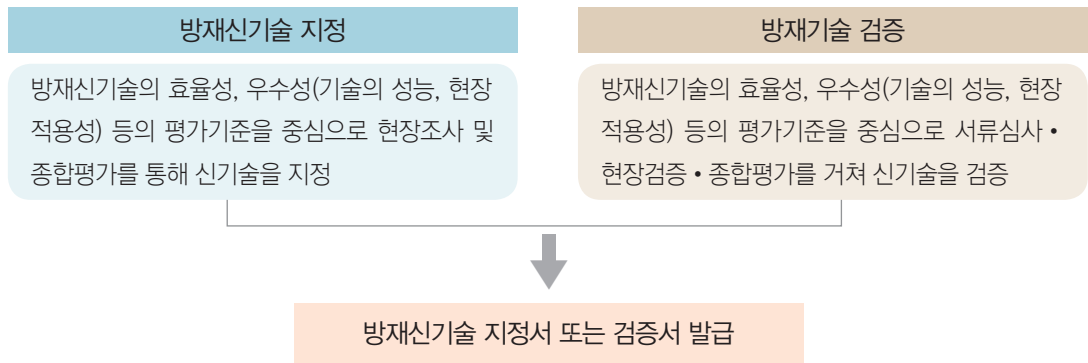 방재신기술 지정
방재신기술의 효율성, 우수성(기술의 성능, 현장
적용성) 등의 평가기준을 중심으로 현장조사 및
종합평가를 통해 신기술을 지정
방재기술 검증
방재신기술의 효율성, 우수성(기술의 성능, 현장
적용성) 등의 평가기준을 중심으로 서류심사 •
현장검증 • 종합평가를 거쳐 신기술을 검증
방재신기술 지정서 또는 검증서 발급